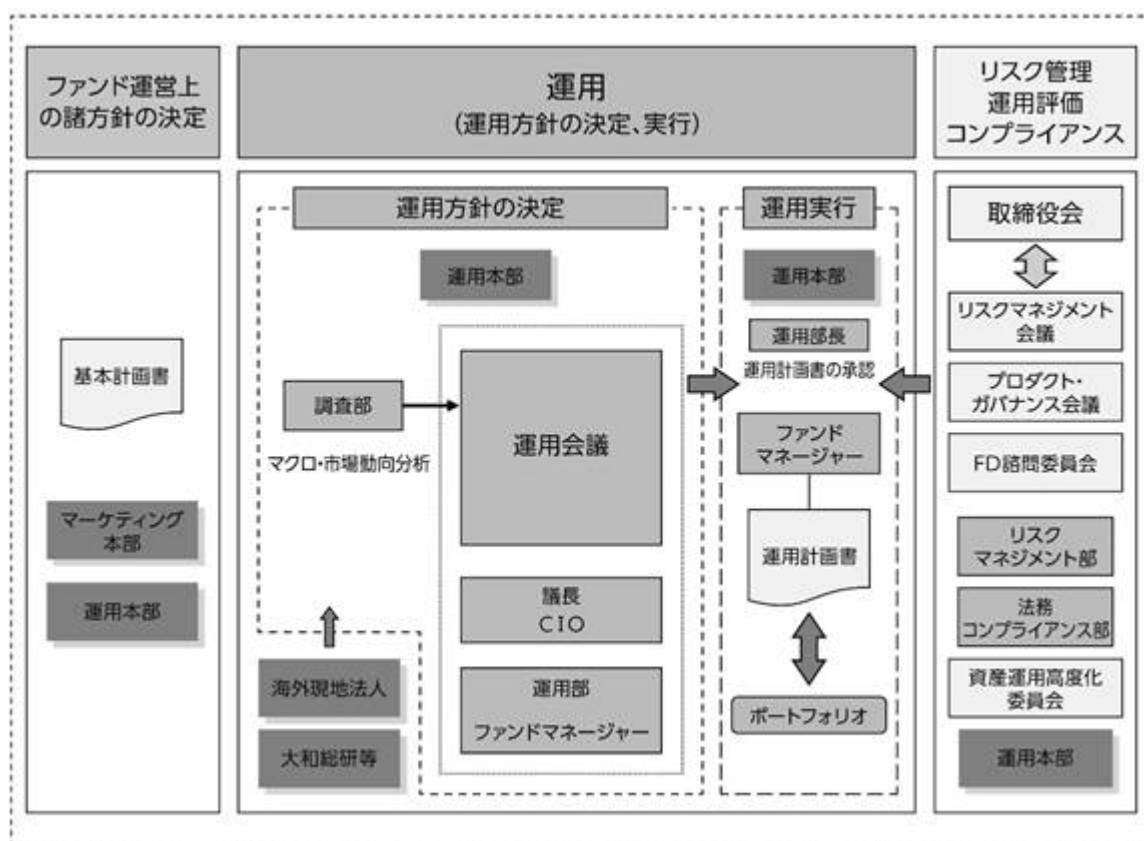 ファンド運営上
の諸方針の決定
運用
(運用方針の決定、実行)
リスク管理
運用評価
コンプライアンス
基本計画書
マーケティング
本部
運用本部
運用方針の決定
運用本部
調査部
マクロ・市場動向分析
運用会議
議長
CIO
運用部
ファンドマネージャー
海外現地法人
大和総研等
運用実行
運用本部
運用部長
運用計画書の承認
ファンド
マネージャー
運用計画書
ポートフォリオ
取締役会
リスクマネジメント
会議
プロダクト・
ガバナンス会議
FD諮問委員会
リスク
マネジメント部
法務
コンプライアンス部
資産運用高度化
委員会
運用本部